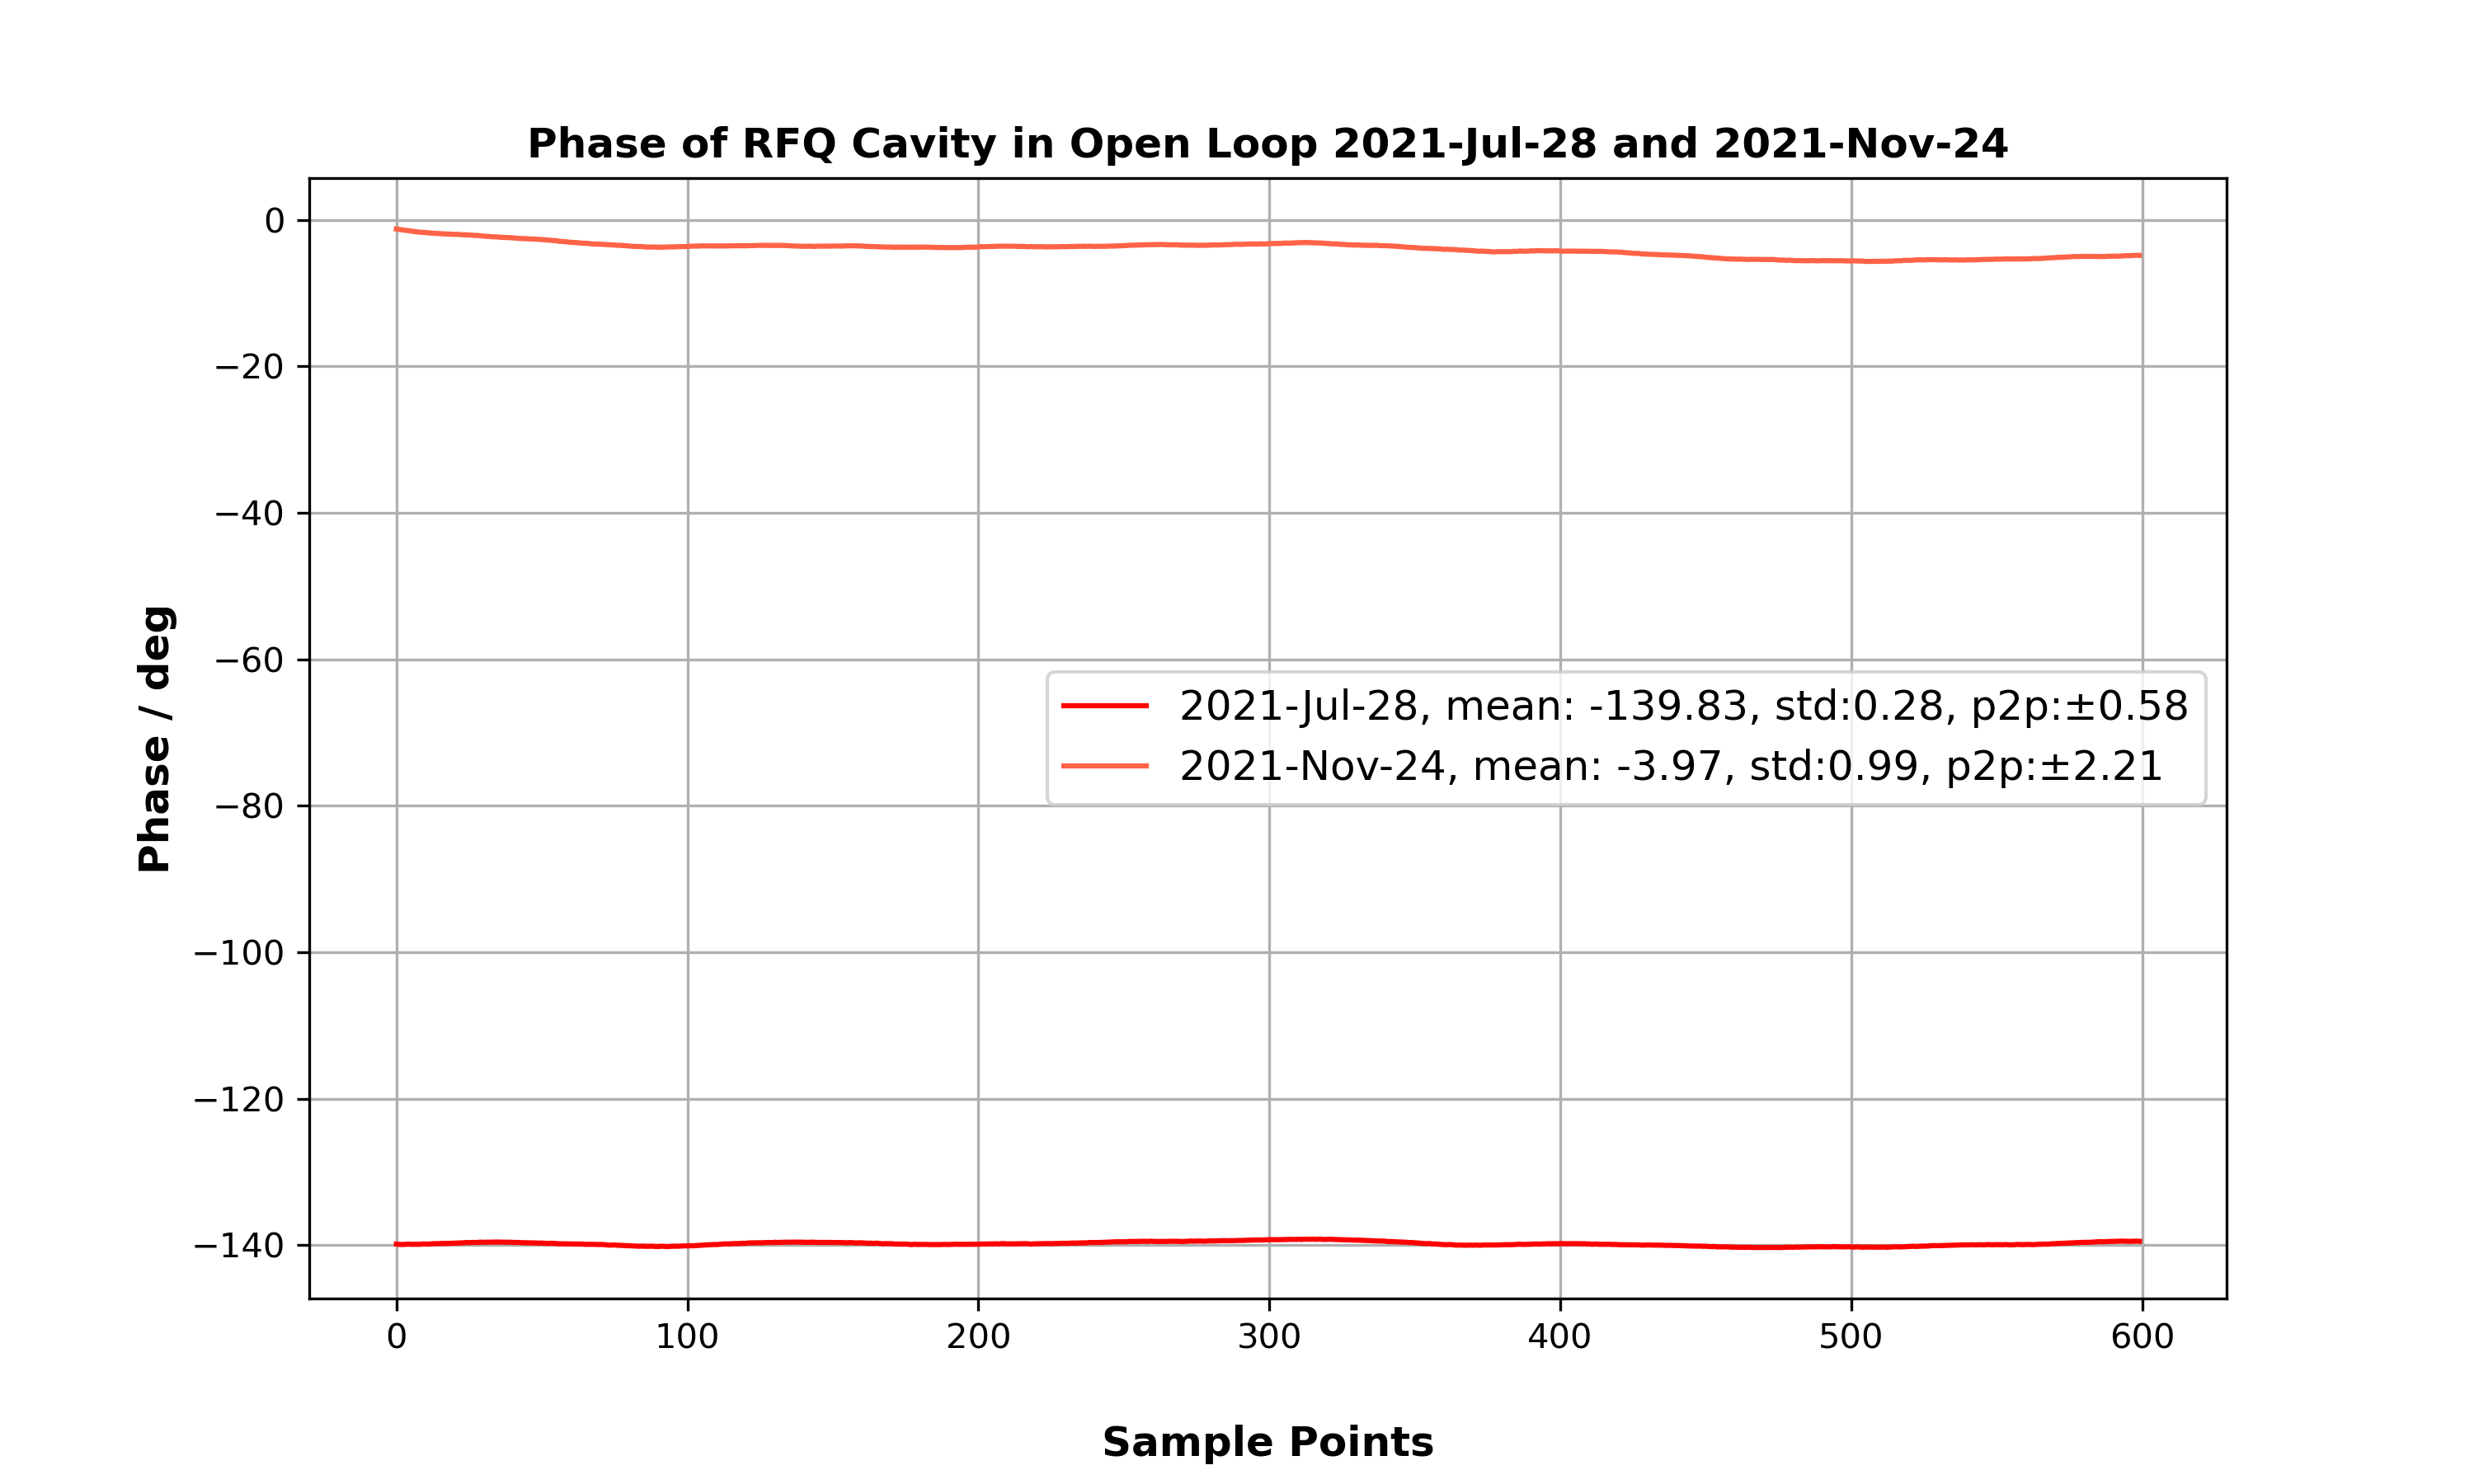 Phase of RFQ Cavity in Open Loop 2021-Jul-28 and 2021-Nov-24
Phase / deg
0
−20
−40
−60
−80
−100
−120
−140
2021-Jul-28, mean: -139.83, std:0.28, p2p:±0.58
2021-Nov-24, mean: -3.97, std:0.99, p2p:±2.21
0 100 200 300 400 500 600
Sample Points